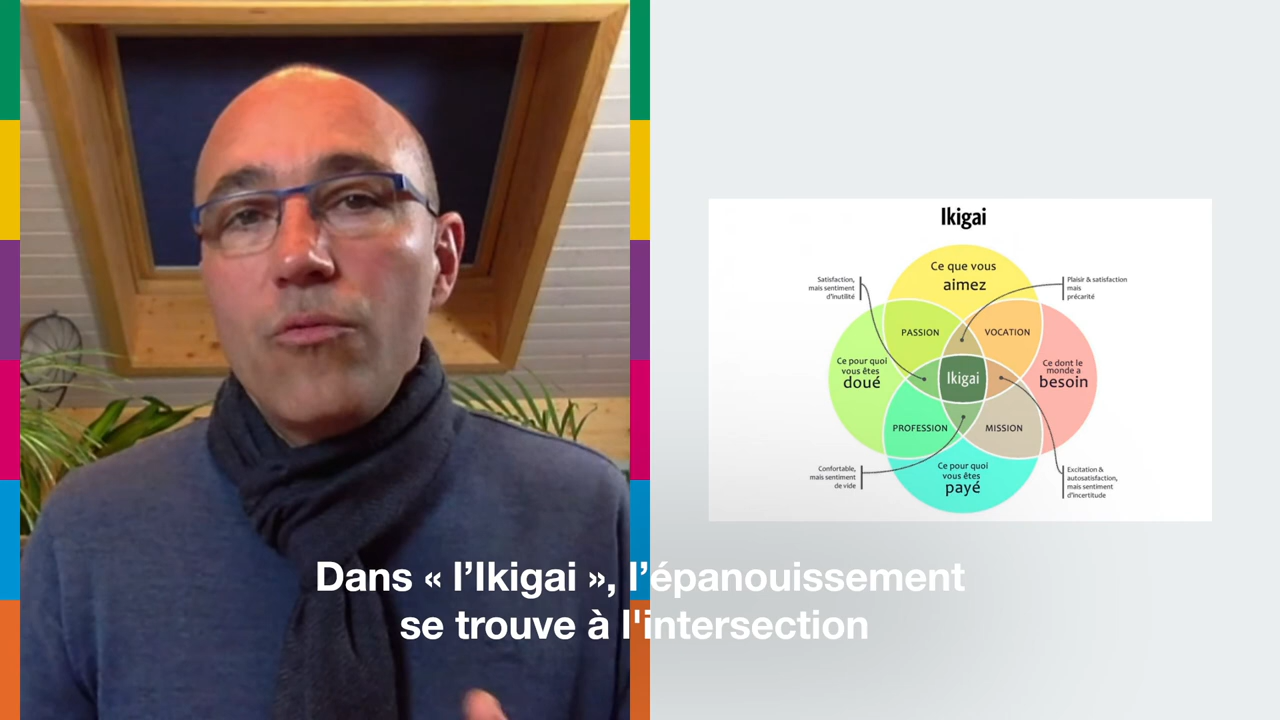 Ikigai
Ce que vous
aimez
Satisfaction,
mais sentiment
d'inutilité
Plaisir & satisfaction
mais
précarité
PASSION
VOCATION
Ce pour quoi
vous êtes
doué
Ikigai
Ce dont le
monde a
besoin
PROFESSION
MISSION
Confortable,
mais sentiment
de vide
Ce pour quoi
vous êtes
payé
Excitation &
autosatisfaction,
mais sentiment
d'incertitude
Dans « l’Ikigai », l’épanouissement
se trouve à l'intersection